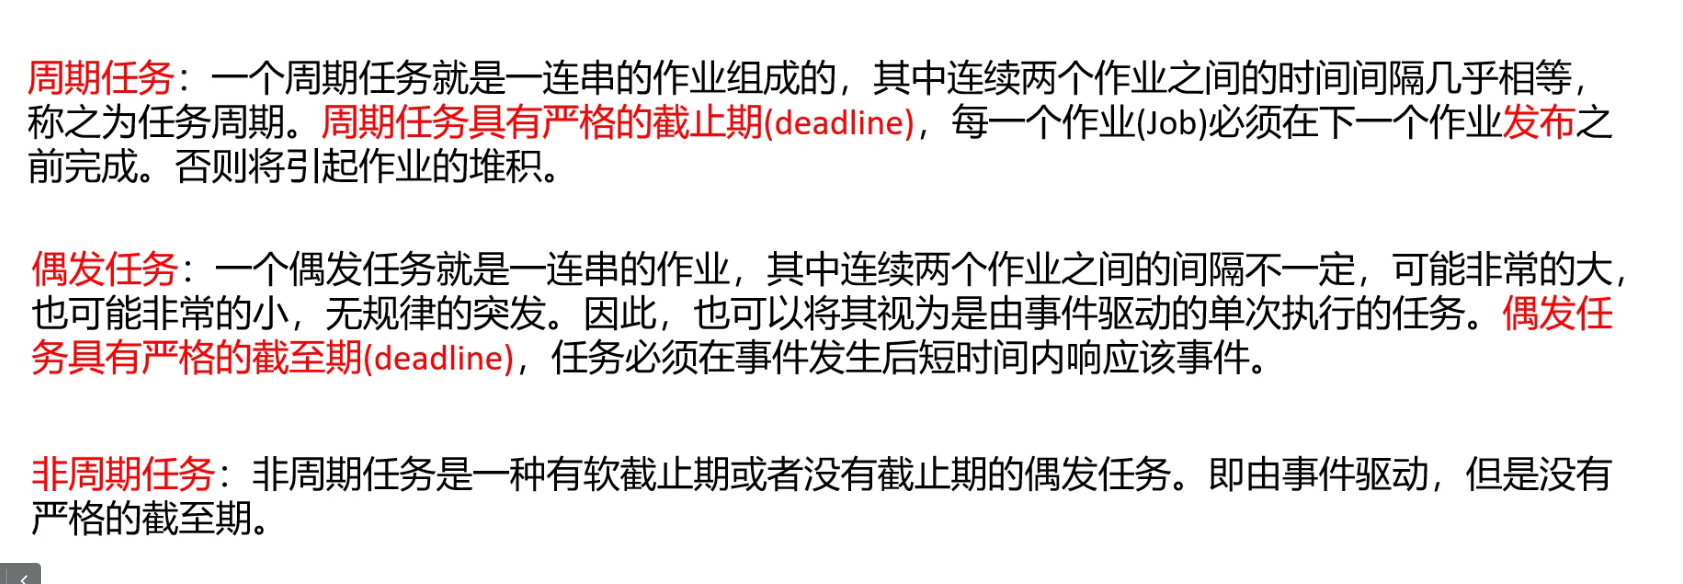 周期任务：一个周期任务就是一连串的作业组成的，其中连续两个作业之间的时间间隔几乎相等，
称之为任务周期。周期任务具有严格的截止期(deadline)，每一个作业(Job)必须在下一个作业发布之
前完成。否则将引起作业的堆积。
偶发任务：一个偶发任务就是一连串的作业，其中连续两个作业之间的间隔不一定，可能非常的大，
也可能非常的小，无规律的突发。因此，也可以将其视为是由事件驱动的单次执行的任务。偶发任
务具有严格的截至期(deadline)，任务必须在事件发生后短时间内响应该事件。
非周期任务：非周期任务是一种有软截止期或者没有截止期的偶发任务。即由事件驱动，但是没有
严格的截至期。